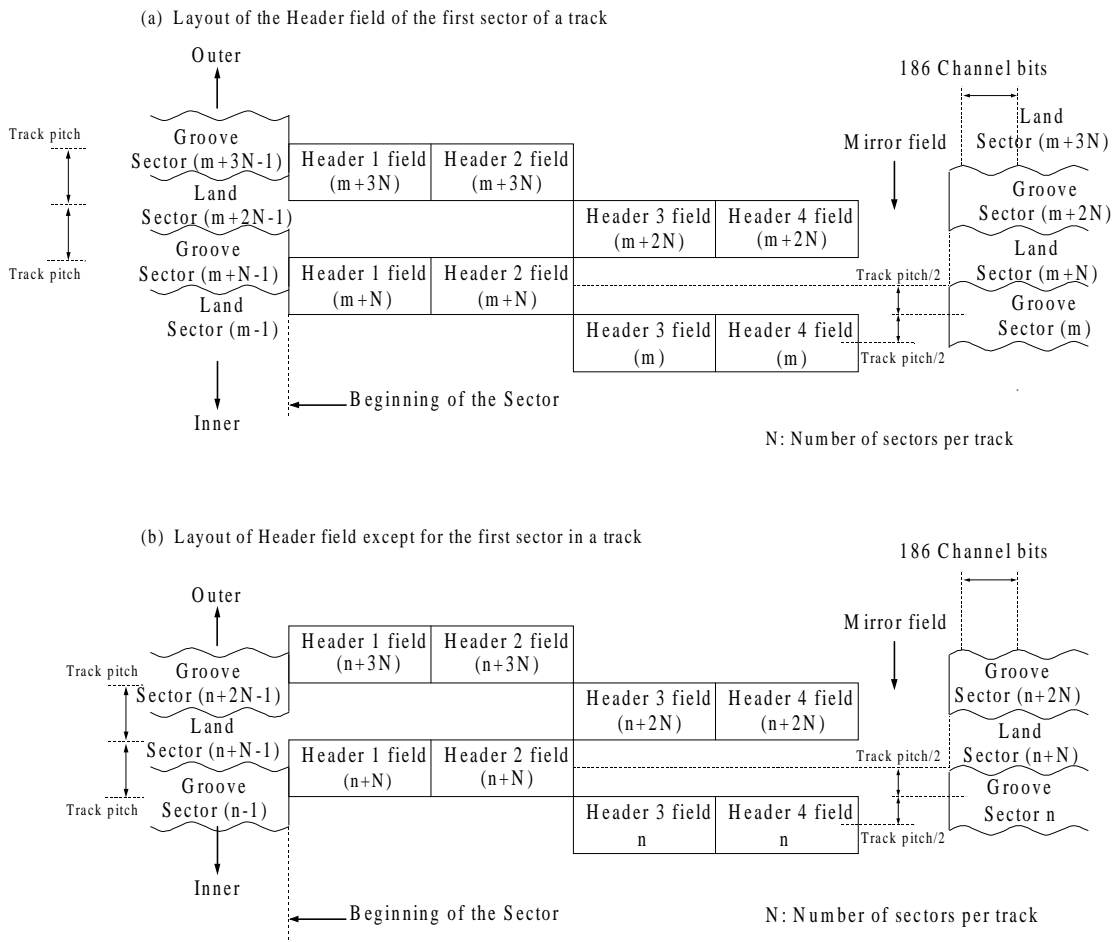 (a) Layout of the Header field of the first sector of a track
Outer
186 Channel bits
Track pitch
Groove
Sector (m+3N-1)
Header 1 field
(m+3N)
Header 2 field
(m+3N)
Mirror field
Land
Sector (m+3N)
Land
Sector (m+2N-1)
Header 3 field
(m+2N)
Header 4 field
(m+2N)
Groove
Sector (m+2N)
Track pitch
Groove
Sector (m+N-1)
Header 1 field
(m+N)
Header 2 field
(m+N)
Track pitch/2
Land
Sector (m+N)
Land
Sector (m-1)
Header 3 field
(m)
Header 4 field
(m)
Track pitch/2
Groove
Sector (m)
Beginning of the Sector
Inner
N: Number of sectors per track
(b) Layout of Header field except for the first sector in a track
186 Channel bits
Outer
Mirror field
Header 1 field
(n+3N)
Header 2 field
(n+3N)
Track pitch
Groove
Sector (n+2N-1)
Header 3 field
(n+2N)
Header 4 field
(n+2N)
Groove
Sector (n+2N)
Land
Sector (n+N-1)
Header 1 field
(n+N)
Header 2 field
(n+N)
Track pitch/2
Land
Sector (n+N)
Track pitch
Groove
Sector (n-1)
Header 3 field
n
Header 4 field
n
Track pitch/2
Groove
Sector n
Inner
Beginning of the Sector
N: Number of sectors per track